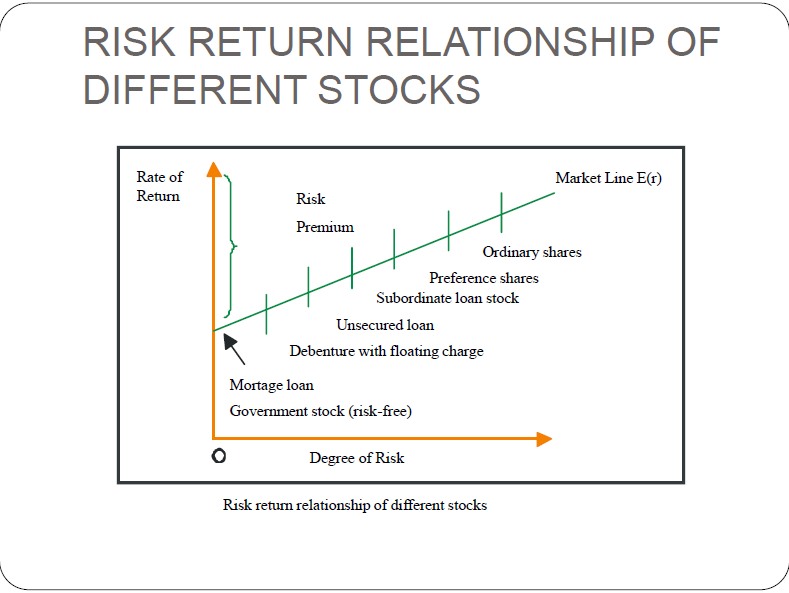 RISK RETURN RELATIONSHIP OF
DIFFERENT STOCKS
Rate of
Return
Risk
Premium
Market Line E(r)
Ordinary shares
Preference shares
Subordinate loan stock
Unsecured loan
Debenture with floating charge
Mortage loan
Government stock (risk-free)
O
Degree of Risk
Risk return relationship of different stocks